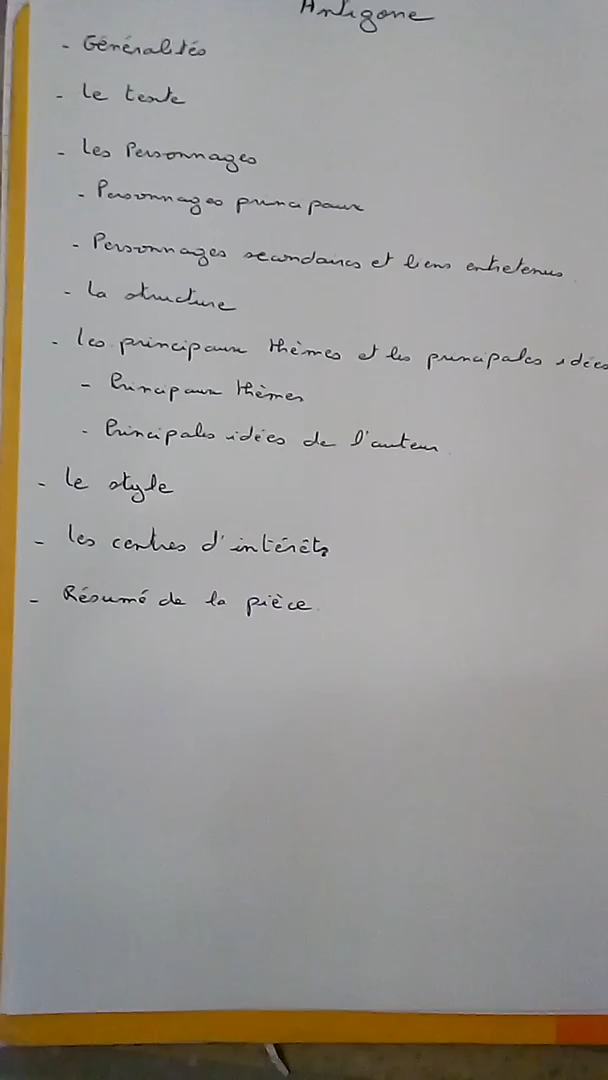 Antigone
- Généralités
- Le texte
- Les Personnages
- Personnages principaux
- Personnages secondaires et liens entretenus.
- La structure
- Les principaux thèmes et les principales idées
- Principaux thèmes
- Principales idées de l'auteur.
- Le style
- Les centres d'intérêts
- Résumé de la pièce.